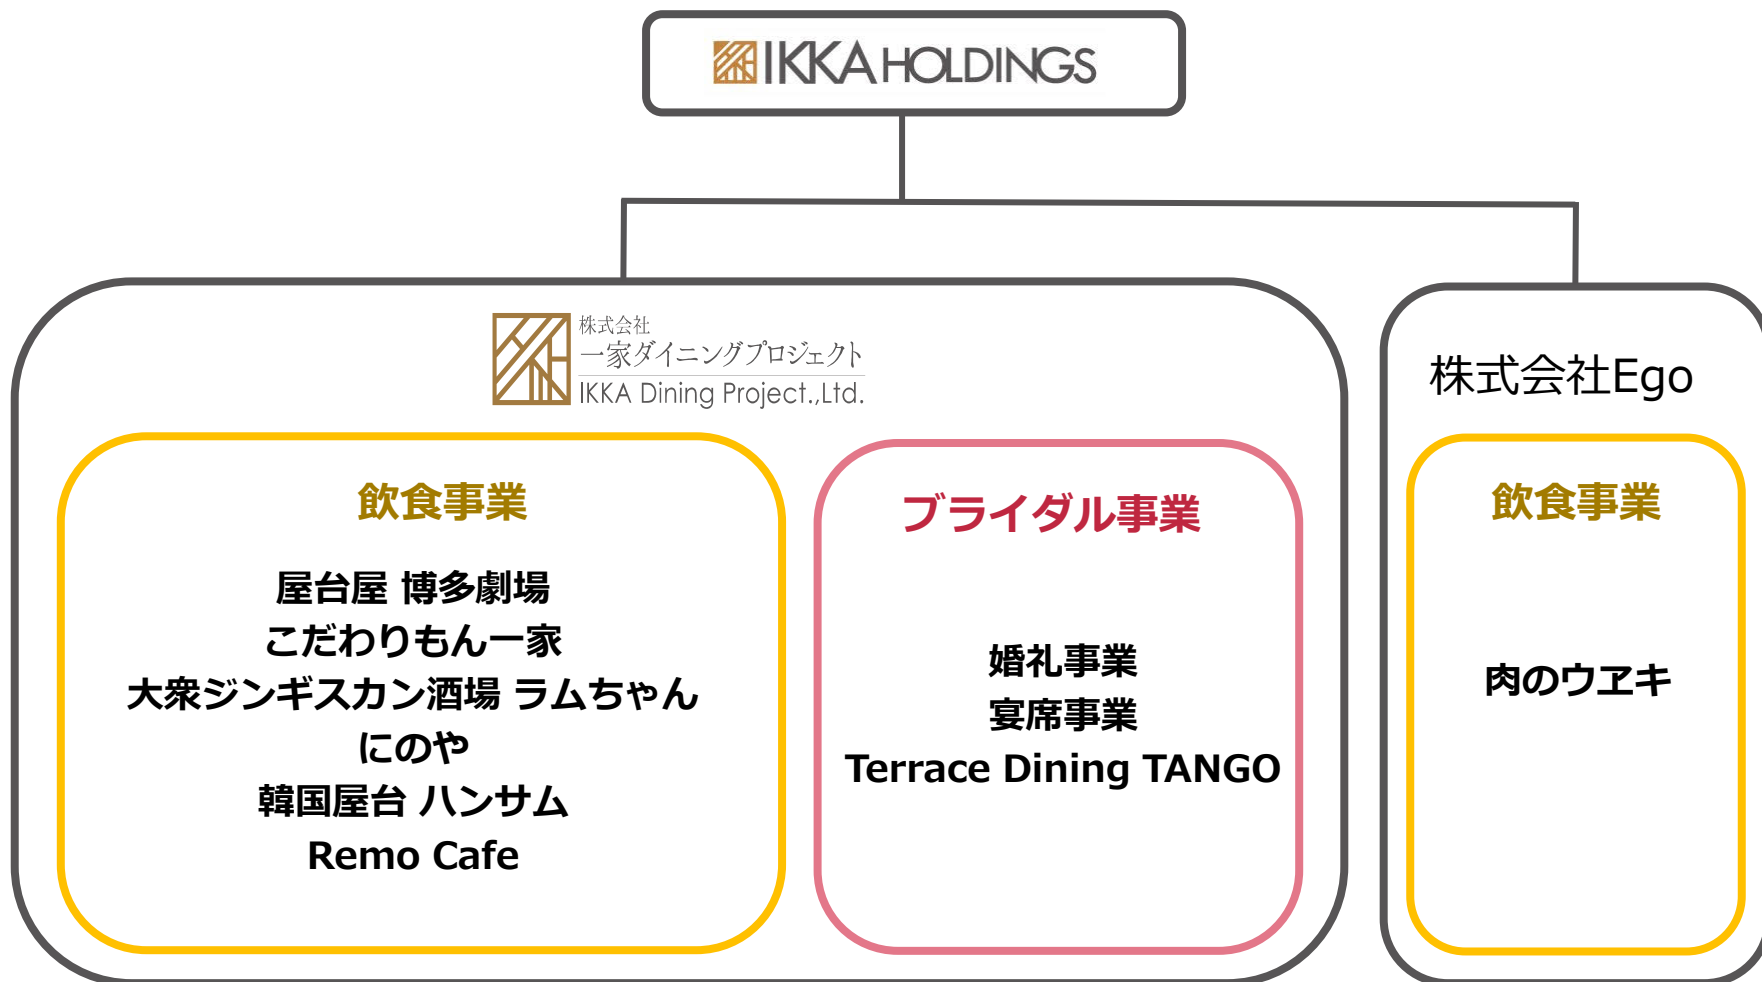 IKKA HOLDINGS
株式会社
一家ダイニングプロジェクト
IKKA Dining Project.,Ltd.
飲食事業
屋台屋 博多劇場
こだわりもん一家
大衆ジンギスカン酒場 ラムちゃん
にのや
韓国屋台 ハンサム
Remo Cafe
ブライダル事業
婚礼事業
宴席事業
Terrace Dining TANGO
株式会社Ego
飲食事業
肉のウヱキ